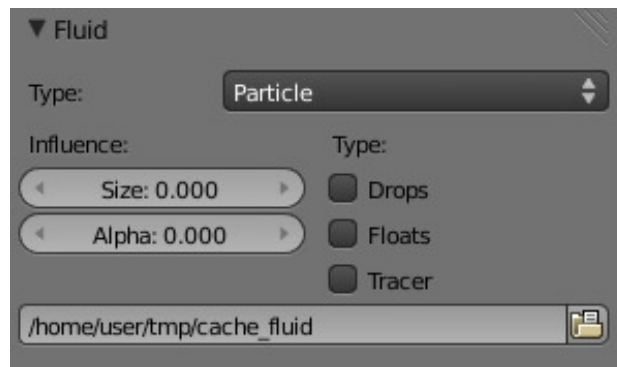 Fluid
Type: Particle
Influence: Type:
Size: 0.000 Drops
Alpha: 0.000 Floats
Tracer
/home/user/tmp/cache_fluid